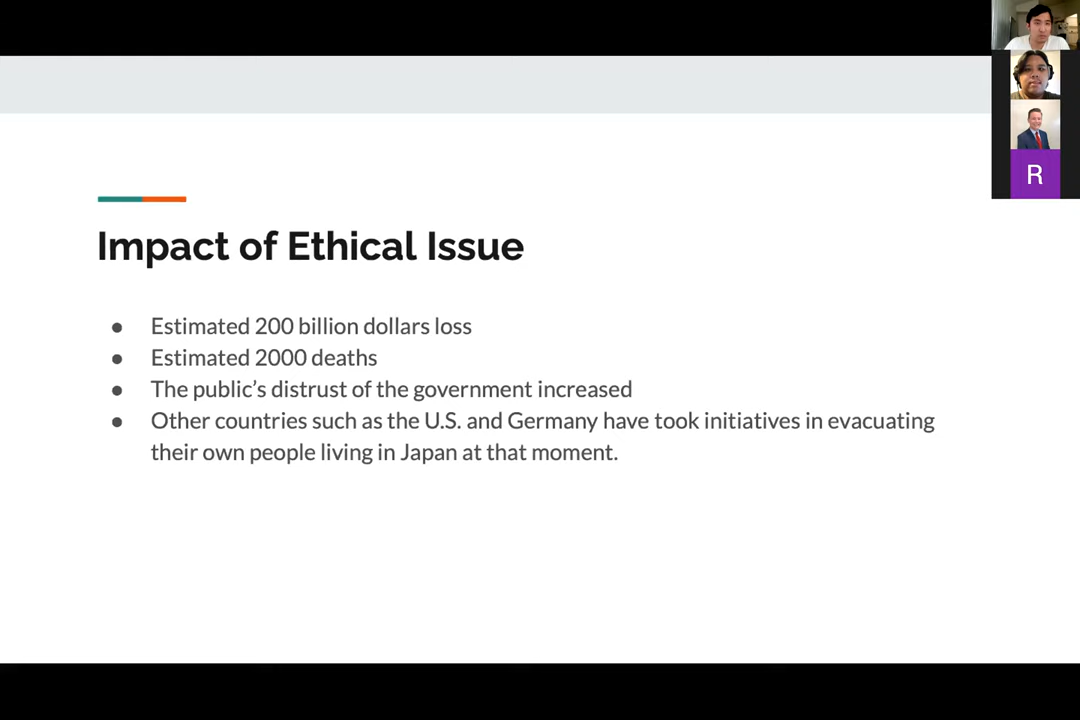 Impact of Ethical Issue
● Estimated 200 billion dollars loss
● Estimated 2000 deaths
● The public's distrust of the government increased
● Other countries such as the U.S. and Germany have took initiatives in evacuating
their own people living in Japan at that moment.
R